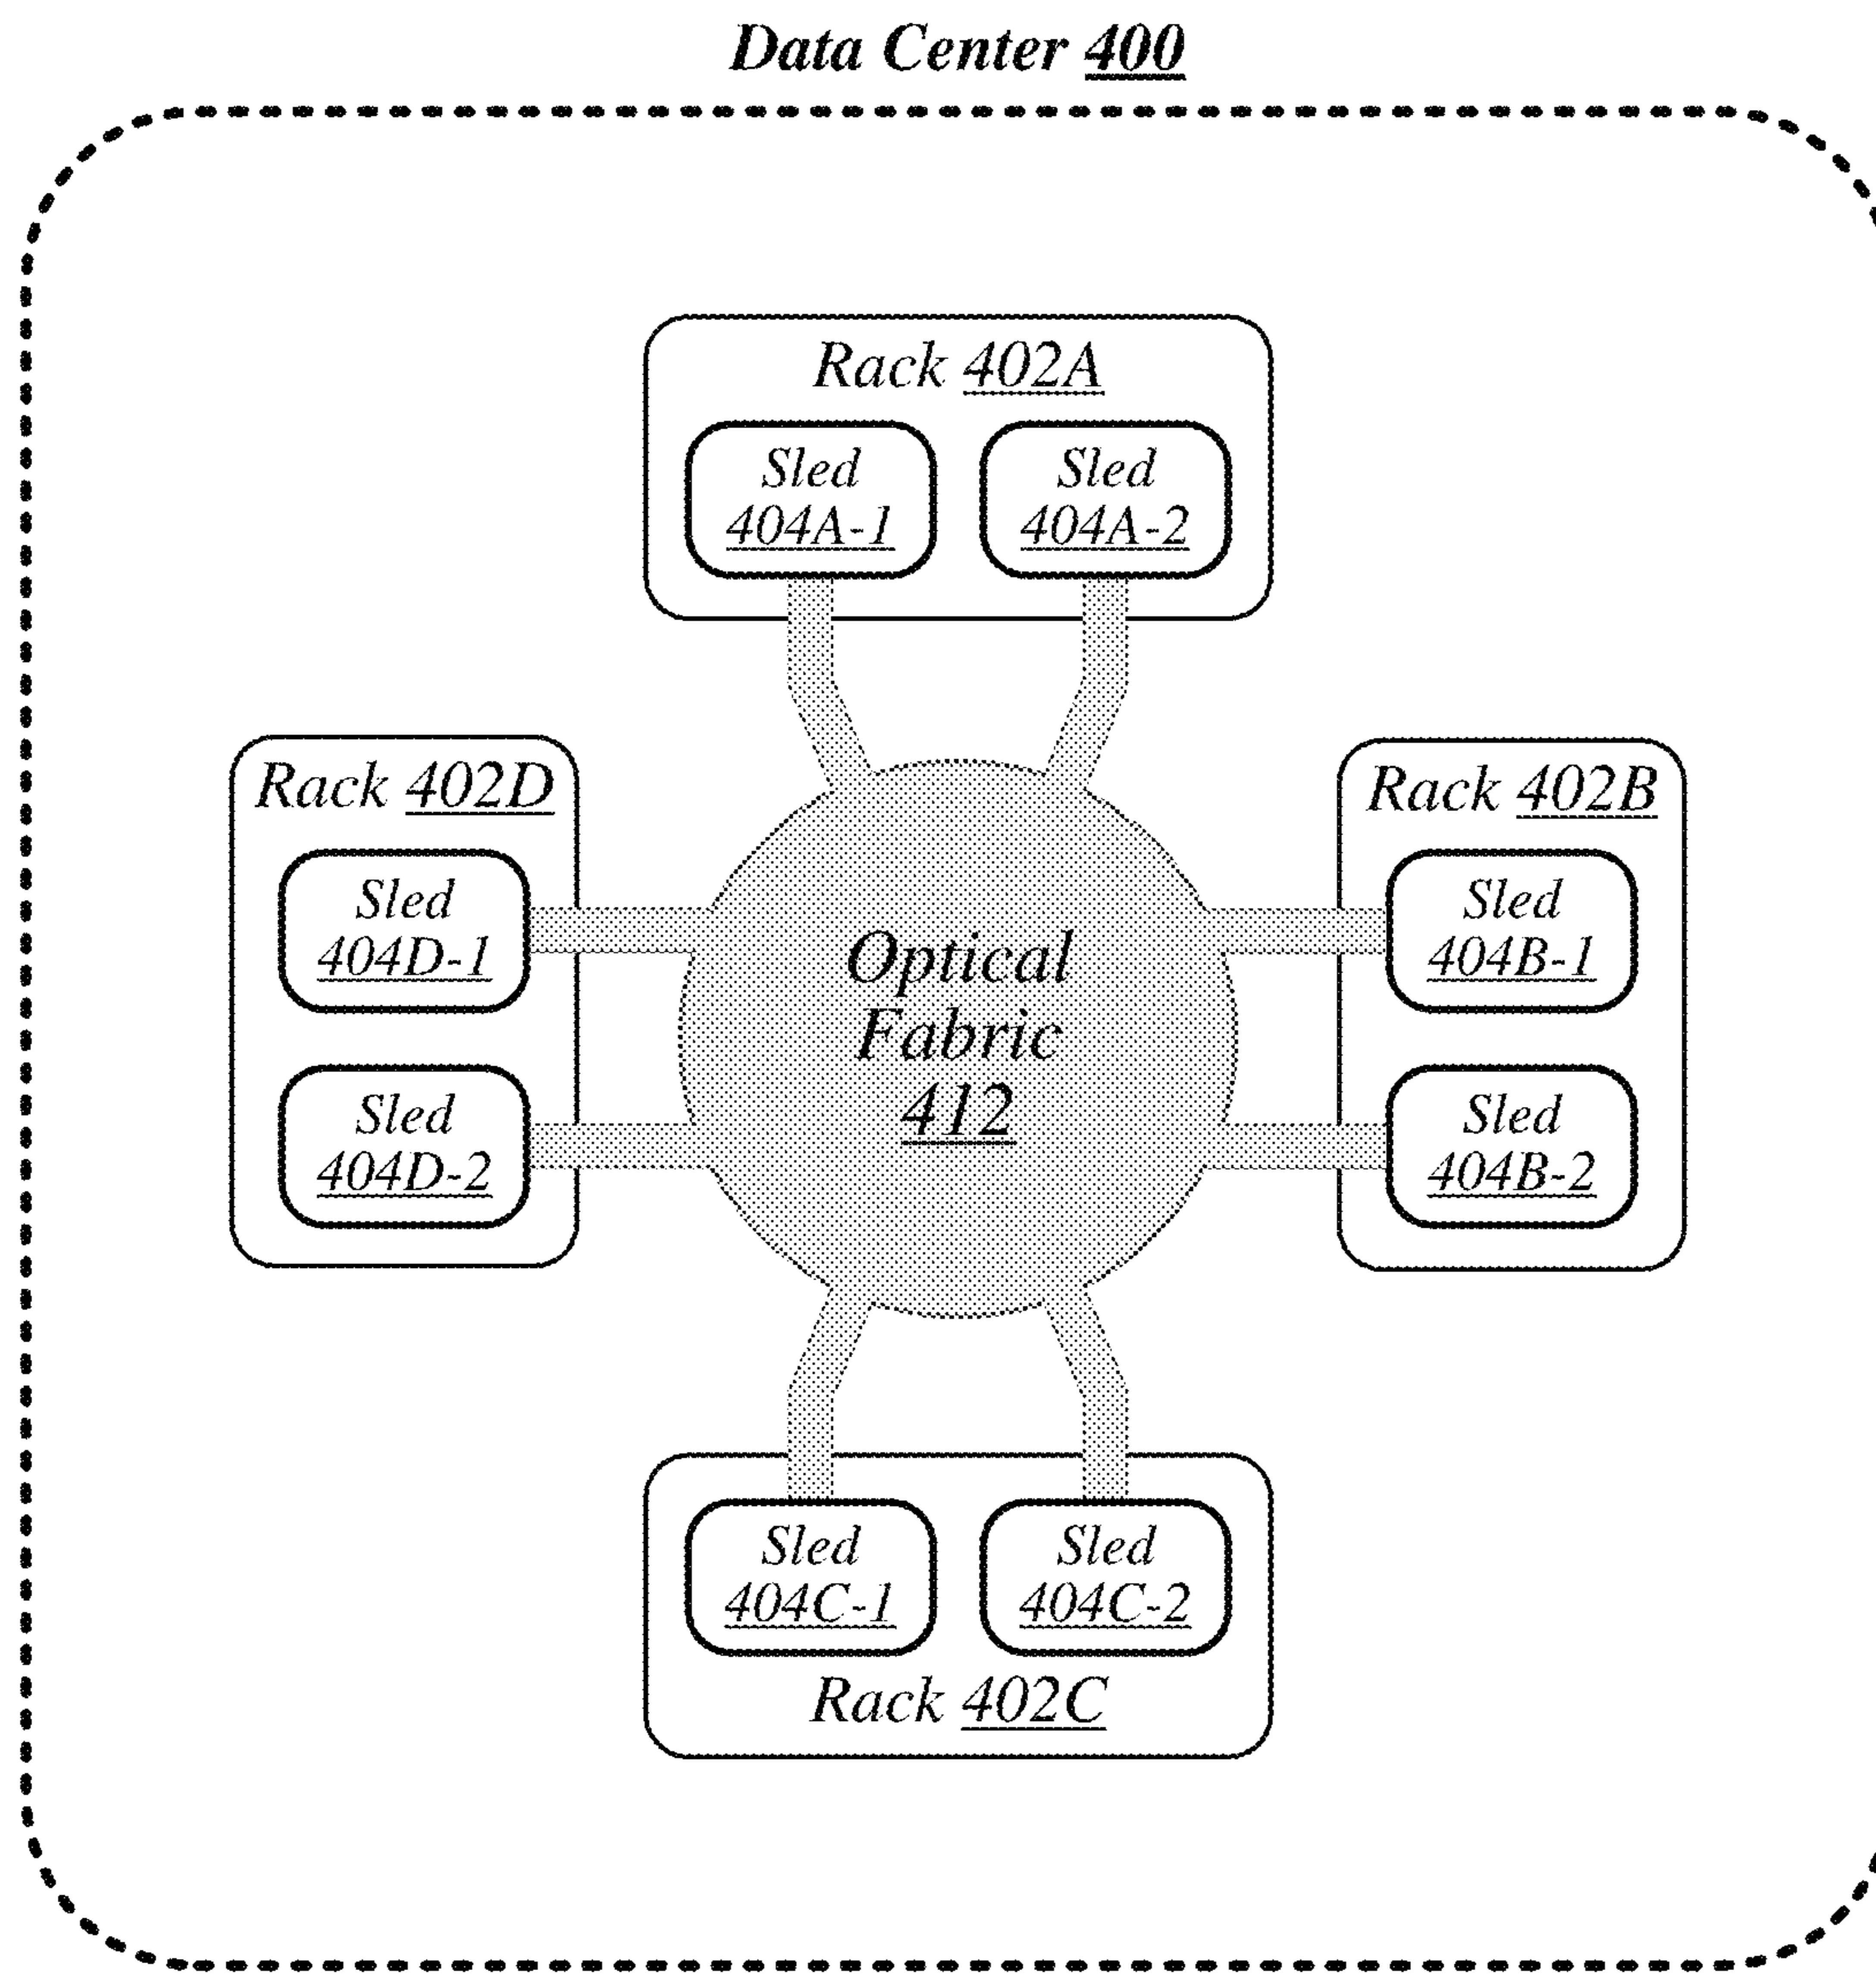 Data Center 400
Rack 402A
Sled
404A-1
Sled
404A-2
Rack 402D
Sled
404D-1
Sled
404D-2
Optical
Fabric
412
Rack 402B
Sled
404B-1
Sled
404B-2
Sled
404C-1
Sled
404C-2
Rack 402C